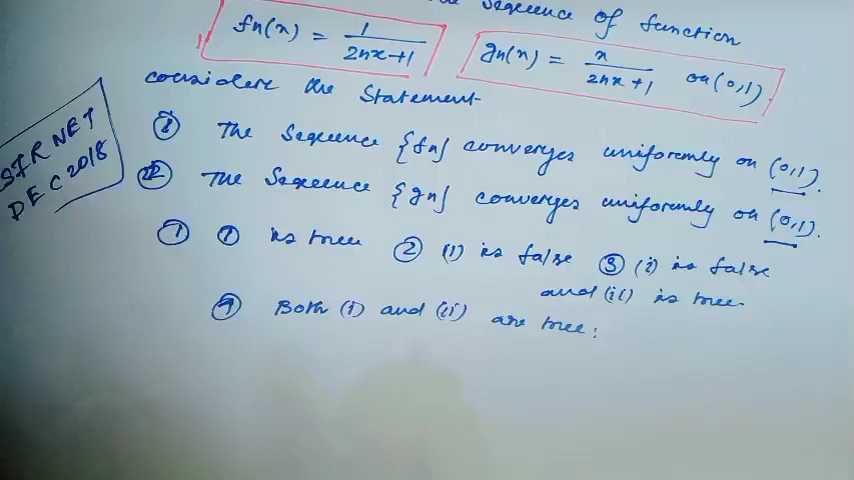 the Sequence of function
fn(x) = 1/(2nx+1)   gn(x) = x/(2nx+1) on (0,1).
considere the Statement
CSIR NET
DEC 2018
(i) The Sequence {fn} converges uniformly on (0,1).
(ii) The Sequence {gn} converges uniformly on (0,1).
(1) (i) is true (2) (i) is false (3) (i) is false
and (ii) is true.
(4) Both (i) and (ii) are true: